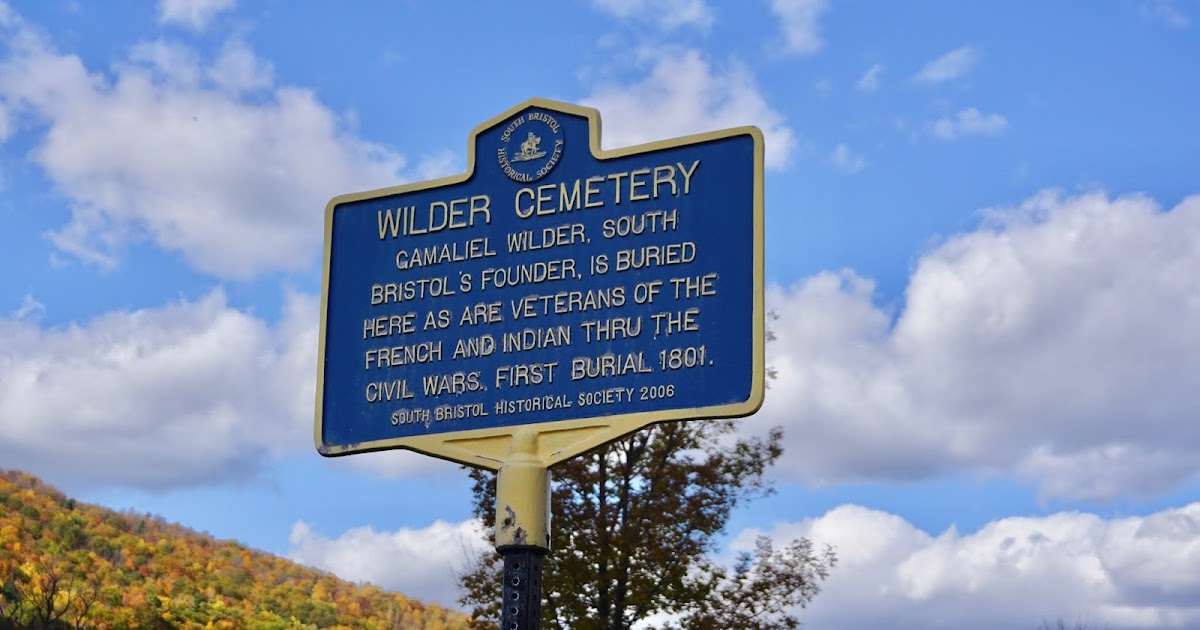 SOUTH BRISTOL
HISTORICAL SOCIETY
WILDER CEMETERY
GAMALIEL WILDER, SOUTH
BRISTOL'S FOUNDER, IS BURIED
HERE AS ARE VETERANS OF THE
FRENCH AND INDIAN THRU THE
CIVIL WARS. FIRST BURIAL 1801.
SOUTH BRISTOL HISTORICAL SOCIETY 2006